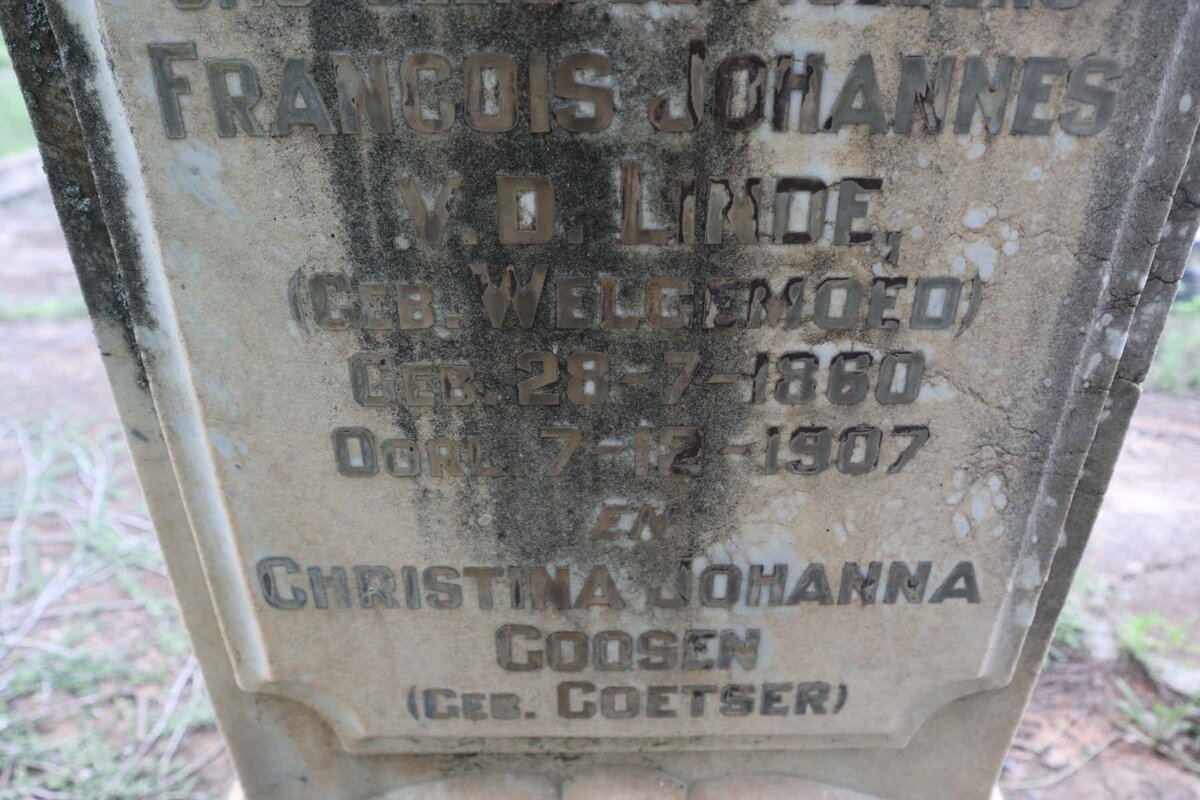 FRANCOIS JOHANNES
V.D. LINDE,
(GEB. WELGEMOED)
GEB. 28-7-1860
OORL. 7-12-1907
EN
CHRISTINA JOHANNA
GOOSEN
(GEB. COETSER)